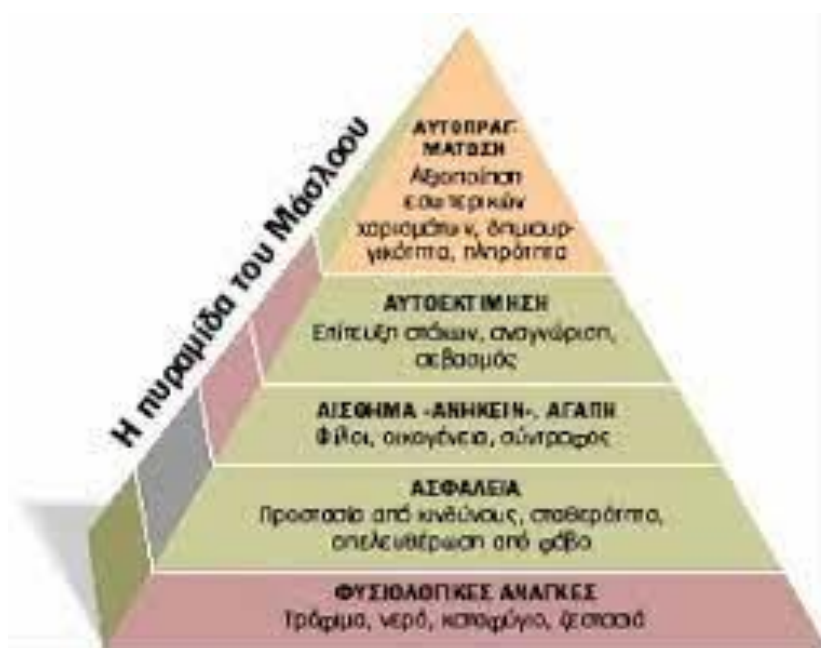 Η πυραμίδα του Μάσλοου
ΑΥΤΟΠΡΑΓ-
ΜΑΤΩΣΗ
Αξιοποίηση
εσωτερικών
χαρισμάτων, δημιουρ-
γικότητα, πληρότητα
ΑΥΤΟΕΚΤΙΜΗΣΗ
Επίτευξη στόχων, αναγνώριση,
σεβασμός
ΑΙΣΘΗΜΑ «ΑΝΗΚΕΙΝ», ΑΓΑΠΗ
Φίλοι, οικογένεια, σύντροφος
ΑΣΦΑΛΕΙΑ
Προστασία από κινδύνους, σταθερότητα,
απελευθέρωση από φόβο
ΦΥΣΙΟΛΟΓΙΚΕΣ ΑΝΑΓΚΕΣ
Τρόφιμα, νερό, καταφύγιο, ζεστασιά